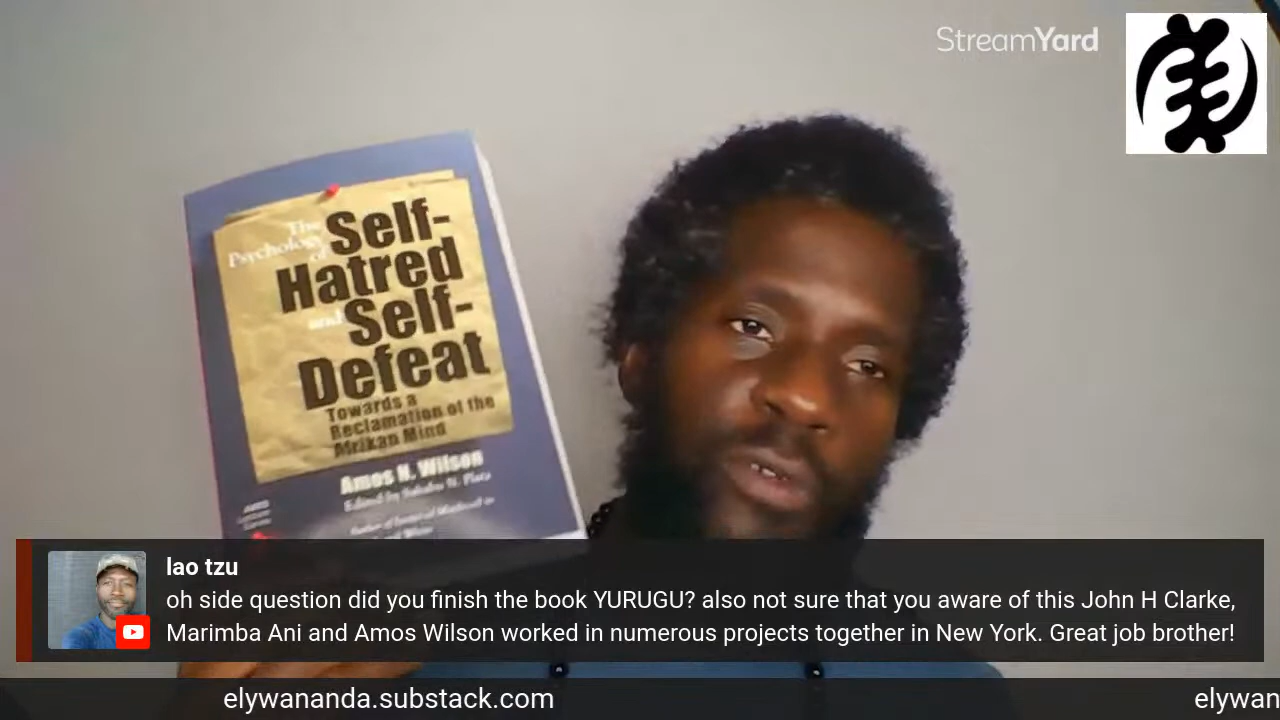 StreamYard
The
Psychology
of
Self-
Hatred
and
Self-
Defeat
Towards a
Reclamation of the
Afrikan Mind
Amos N. Wilson
Edited by
lao tzu
oh side question did you finish the book YURUGU? also not sure that you aware of this John H Clarke,
Marimba Ani and Amos Wilson worked in numerous projects together in New York. Great job brother!
elywananda.substack.com
elywan